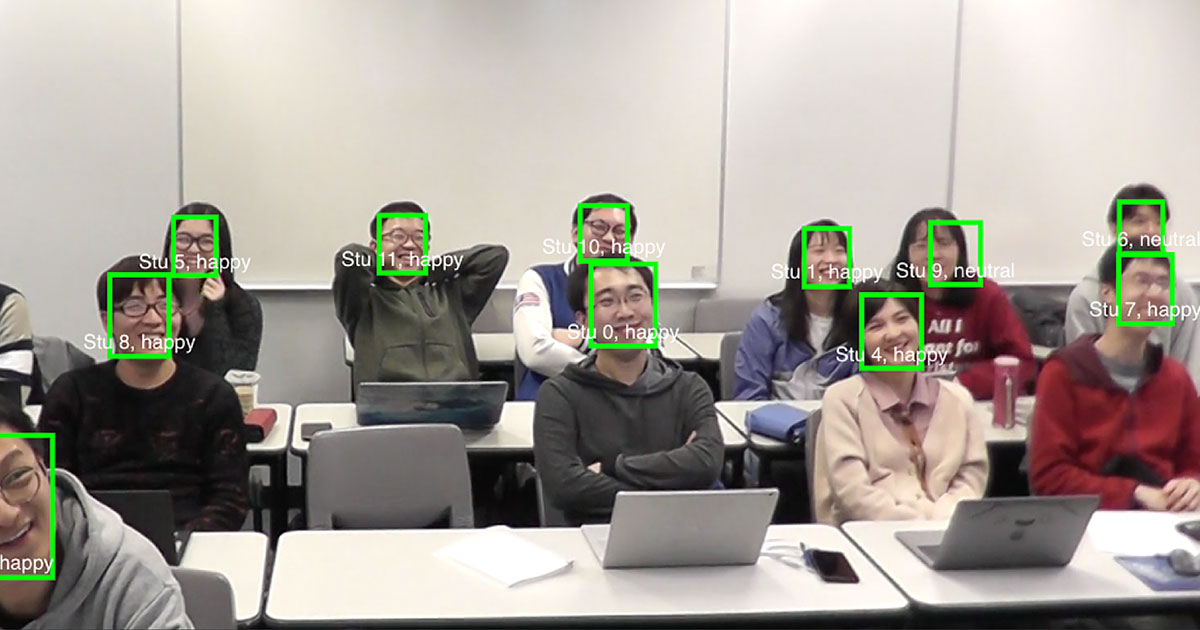 Stu 5, happy
Stu 11, happy
Stu 10, happy
Stu 1, happy
Stu 9, neutral
Stu 6, neutral
Stu 8, happy
Stu 0, happy
Stu 4, happy
Stu 7, happy
All I
for
happy